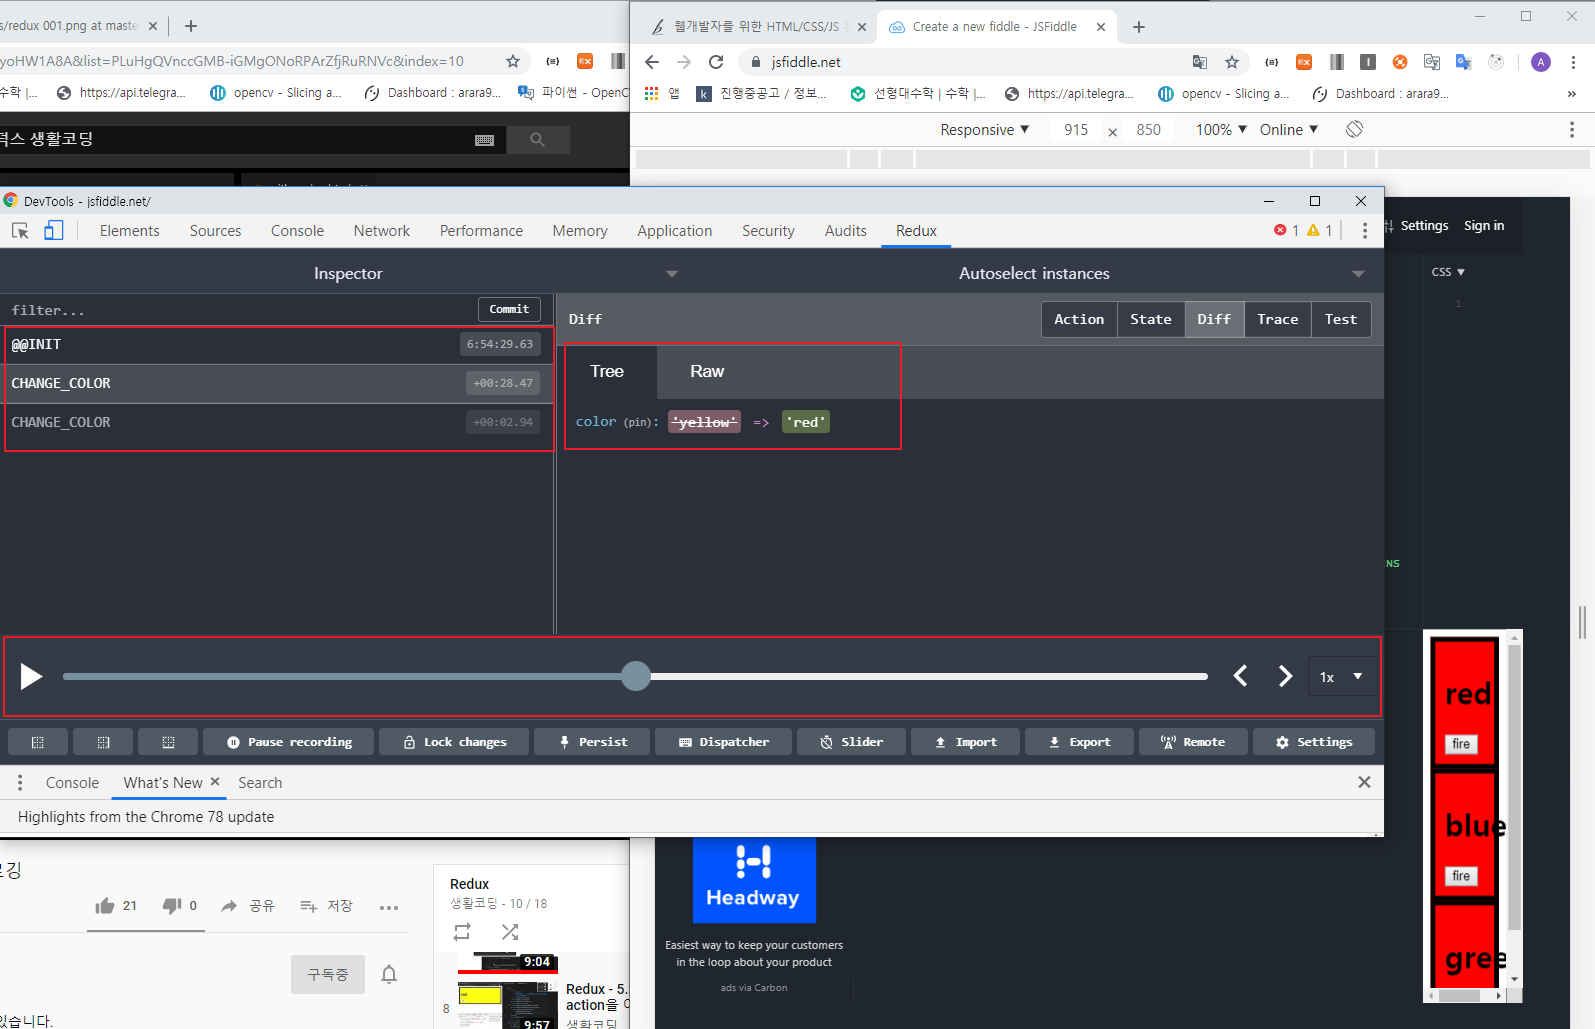 s/redux 001.png at maste
yoHW1A8A&list=PLuHgQVnccGMB-iGMgONoRPArZfjRuRNVc&index=10
수학 |...
https://api.telegra...
opencv - Slicing a...
Dashboard : arara9...
파이썬 - OpenC
스 생활코딩
웹개발자를 위한 HTML/CSS/JS
Create a new fiddle - JSFiddle
jsfiddle.net
앱
진행중공고 / 정보...
선형대수학 | 수학 |...
https://api.telegra...
opencv - Slicing a...
Dashboard : arara9...
»
Responsive ▼ 915 × 850 100% ▼ Online ▼
DevTools - jsfiddle.net/
Elements Sources Console Network Performance Memory Application Security Audits Redux 1 1
Inspector Autoselect instances
filter... Commit
@@INIT 6:54:29.63
CHANGE_COLOR +00:28.47
CHANGE_COLOR +00:02.94
Diff Action State Diff Trace Test
Tree Raw
color (pin): 'yellow' => 'red'
1x
Pause recording Lock changes Persist Dispatcher Slider Import Export Remote Settings
Console What's New Search
Highlights from the Chrome 78 update
Settings Sign in
CSS ▼
1
ENS
red
fire
blue
fire
gree
로깅
21 0 공유 저장
구독중
있습니다.
Redux
생활코딩 - 10 / 18
9:04
8
red
9:57
Redux - 5.
action을
생활코딩
Headway
Easiest way to keep your customers
in the loop about your product
ads via Carbon